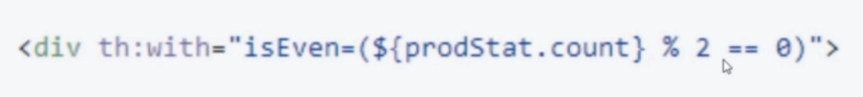 <div th:with="isEven=(${prodStat.count} % 2 == 0)">